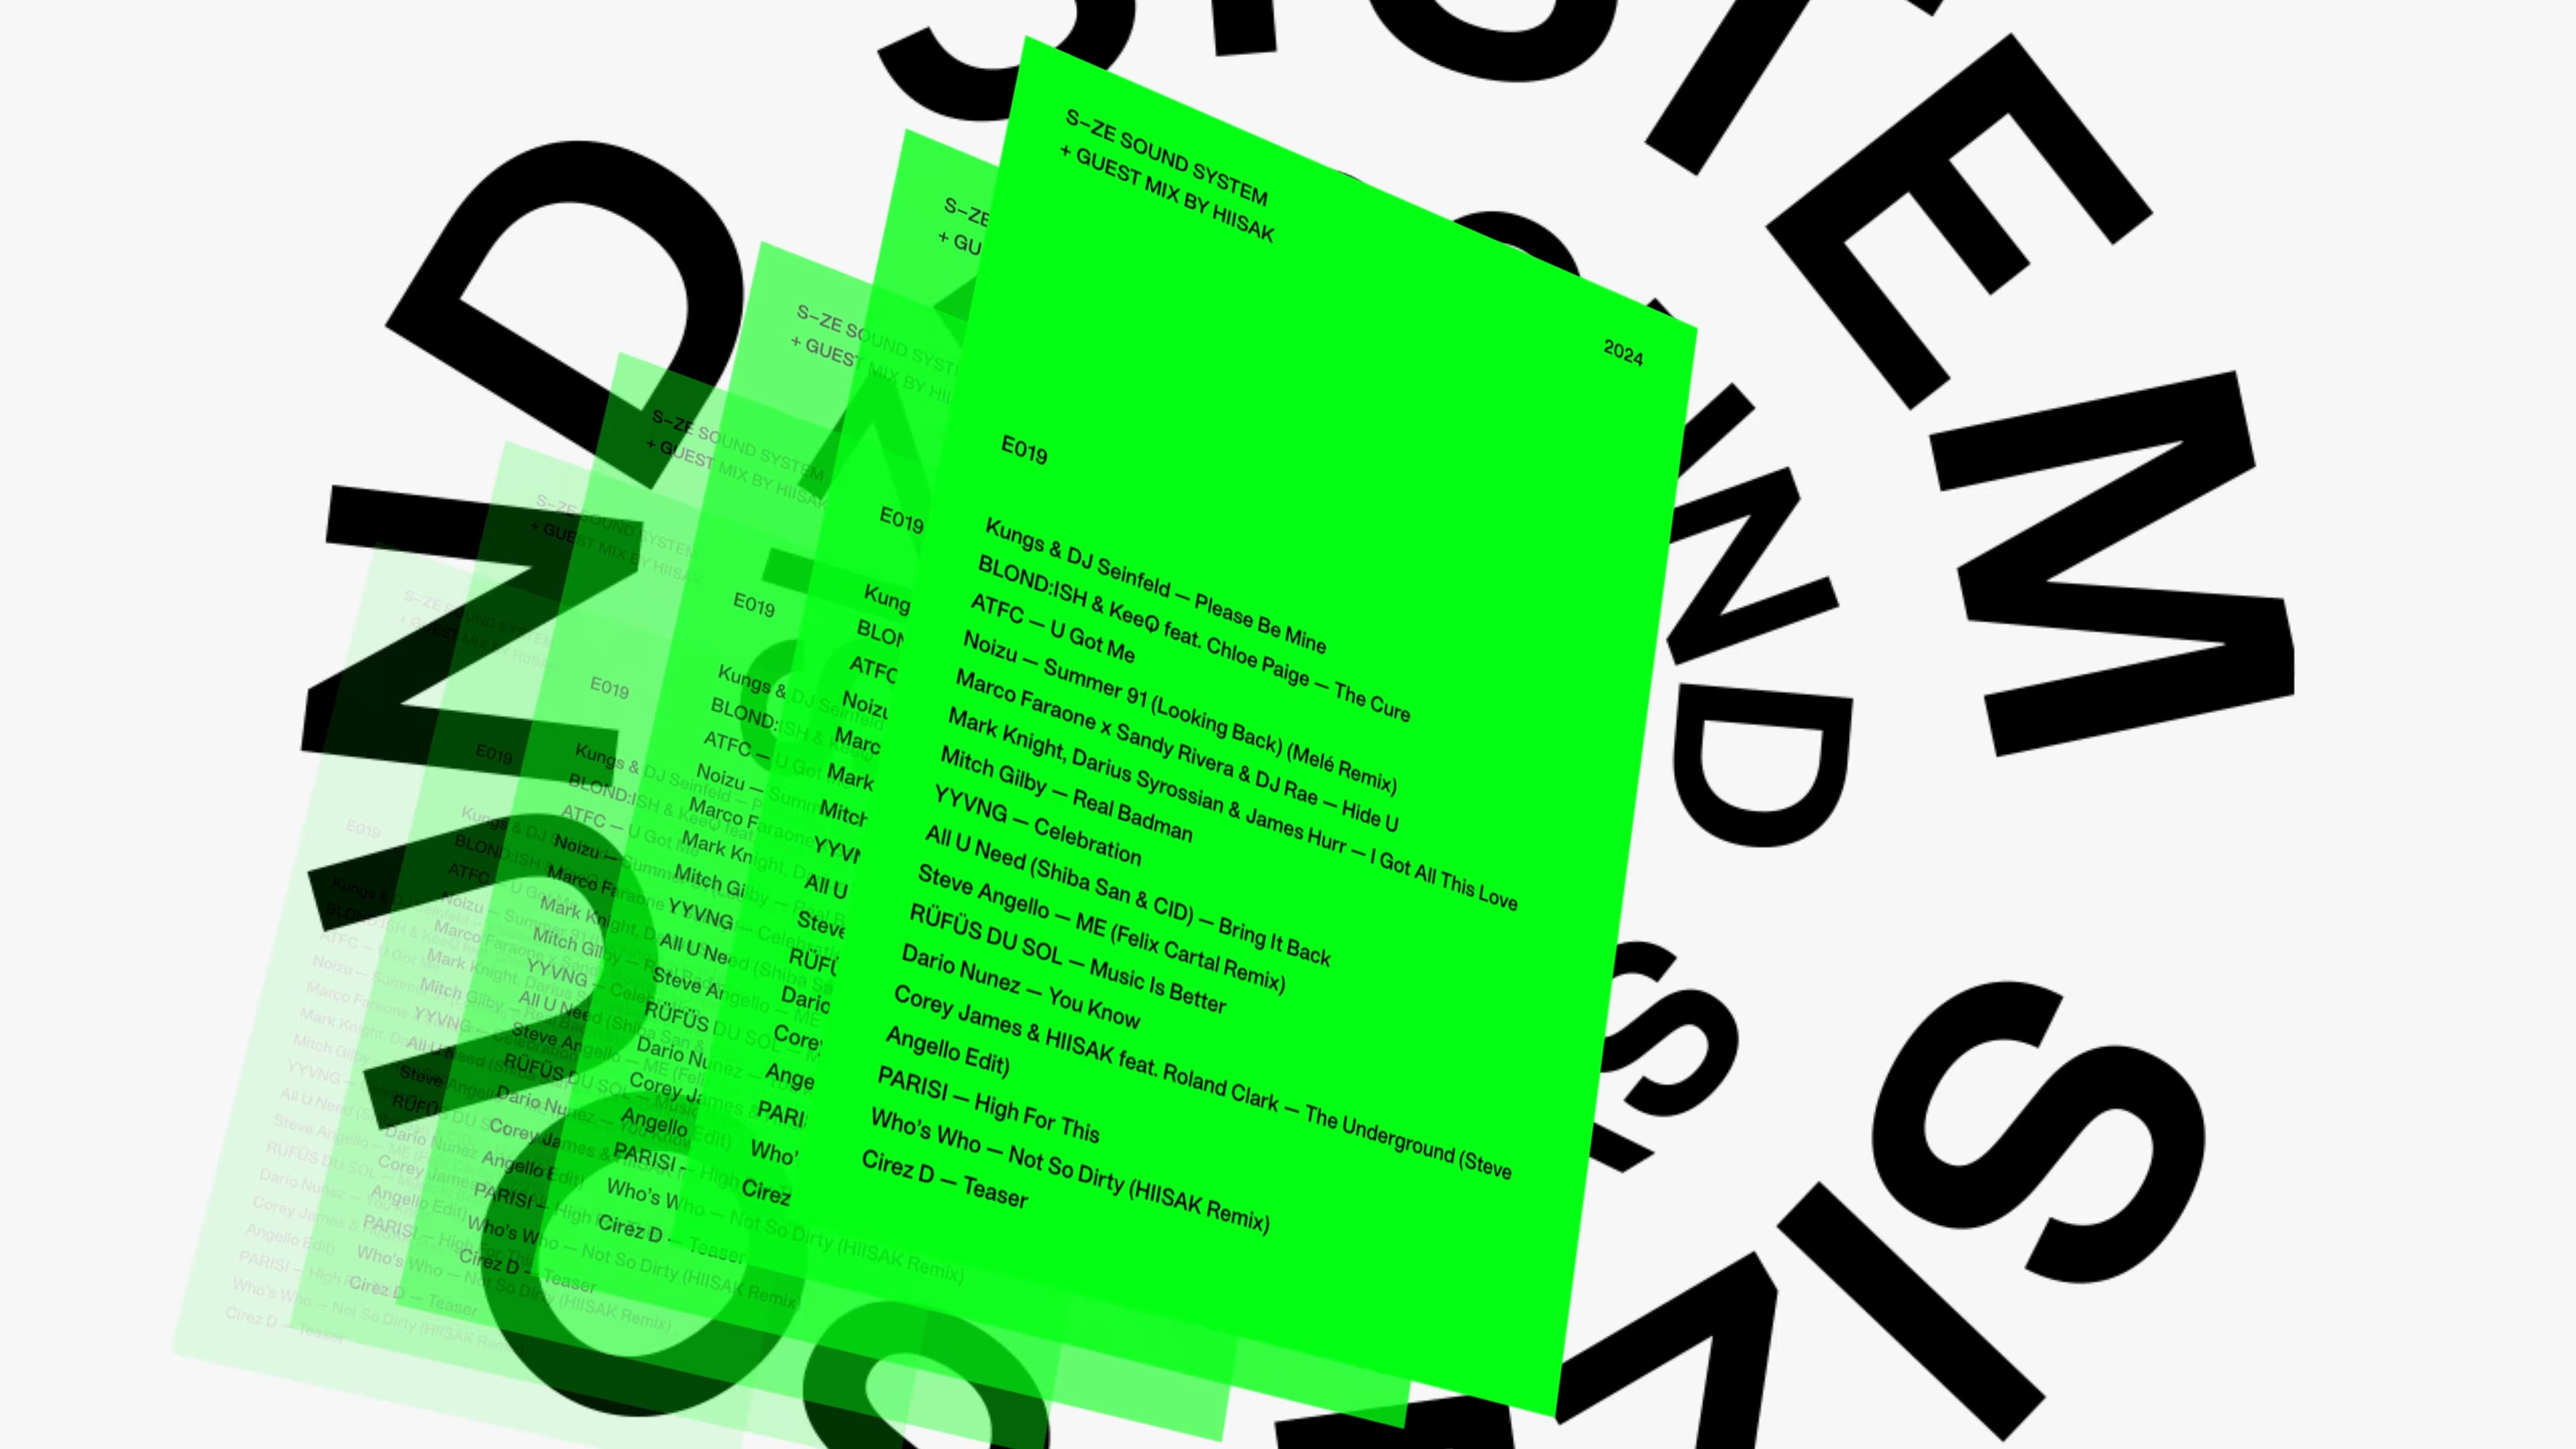 S–ZE SOUND SYSTEM
+ GUEST MIX BY HIISAK
2024
E019
Kungs & DJ Seinfeld — Please Be Mine
BLOND:ISH & KeeQ feat. Chloe Paige — The Cure
ATFC — U Got Me
Noizu — Summer 91 (Looking Back) (Melé Remix)
Marco Faraone x Sandy Rivera & DJ Rae — Hide U
Mark Knight, Darius Syrossian & James Hurr — I Got All This Love
Mitch Gilby — Real Badman
YYVNG — Celebration
All U Need (Shiba San & CID) — Bring It Back
Steve Angello — ME (Felix Cartal Remix)
RÜFÜS DU SOL — Music Is Better
Dario Nunez — You Know
Corey James & HIISAK feat. Roland Clark — The Underground (Steve
Angello Edit)
PARISI — High For This
Who's Who — Not So Dirty (HIISAK Remix)
Cirez D — Teaser